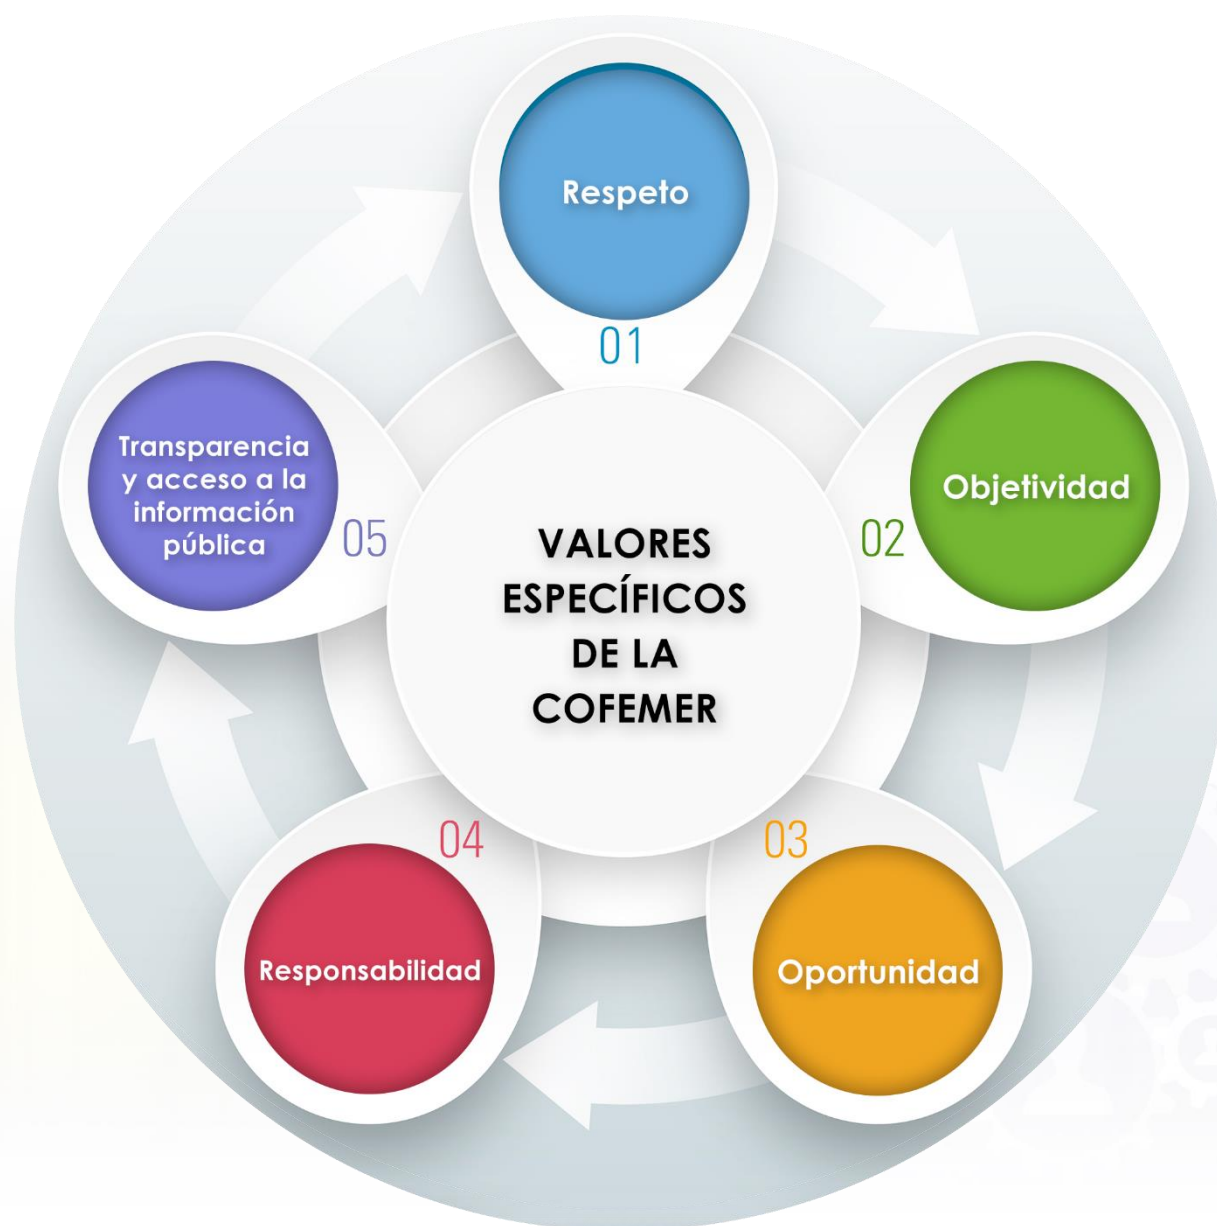 VALORES
ESPECÍFICOS
DE LA
COFEMER
Respeto
01
Objetividad
02
03
Oportunidad
04
Responsabilidad
Transparencia
y acceso a la
información
pública
05